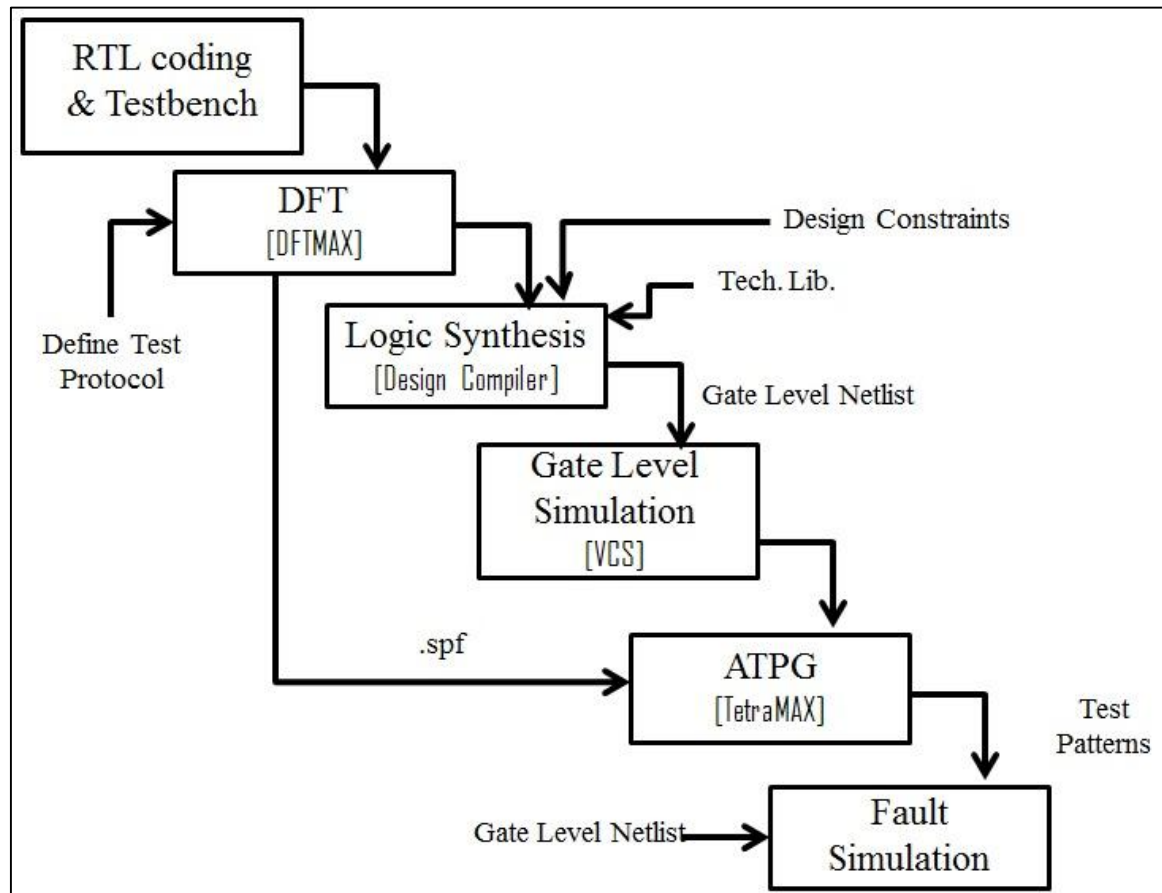 RTL coding
& Testbench
DFT
[DFTMAX]
Design Constraints
Tech. Lib.
Define Test
Protocol
Logic Synthesis
[Design Compiler]
Gate Level Netlist
Gate Level
Simulation
[VCS]
.spf
ATPG
[TetraMAX]
Test
Patterns
Gate Level Netlist
Fault
Simulation